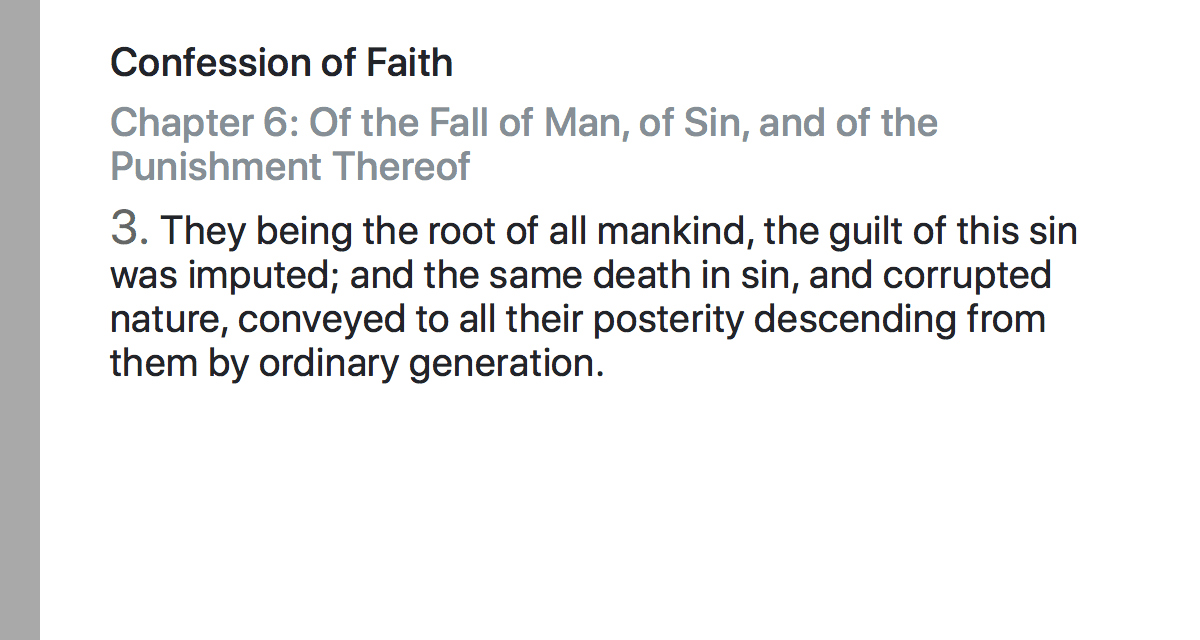 Confession of Faith
Chapter 6: Of the Fall of Man, of Sin, and of the
Punishment Thereof
3. They being the root of all mankind, the guilt of this sin
was imputed; and the same death in sin, and corrupted
nature, conveyed to all their posterity descending from
them by ordinary generation.